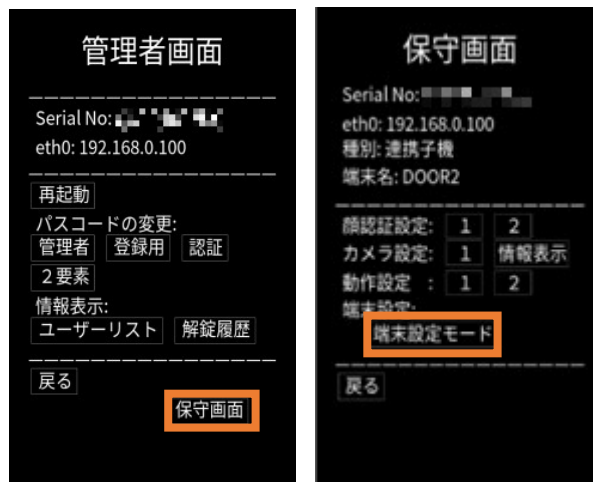 管理者画面
Serial No:
eth0: 192.168.0.100
再起動
パスコードの変更:
管理者 登録用 認証
2要素
情報表示:
ユーザーリスト 解錠履歴
戻る
保守画面
保守画面
Serial No:
eth0: 192.168.0.100
種別: 連携子機
端末名: DOOR2
顔認証設定: 1 2
カメラ設定: 1 情報表示
動作設定 : 1 2
端末設定:
端末設定モード
戻る